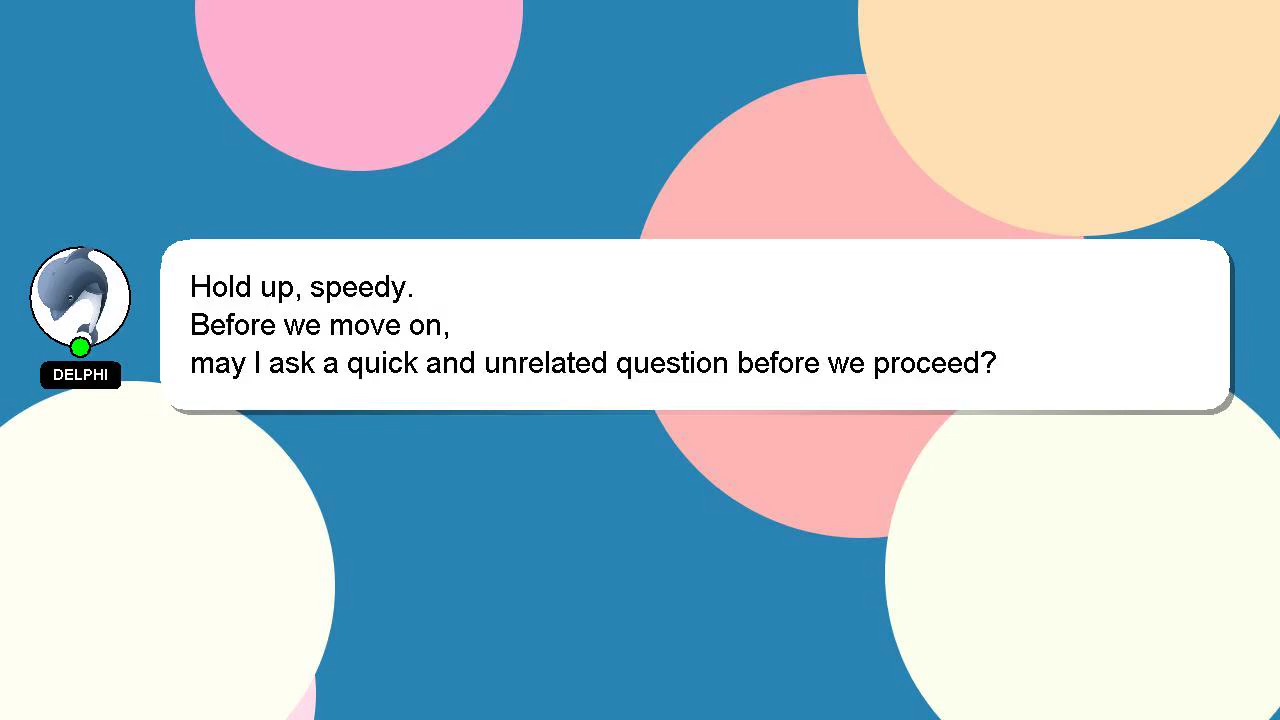 Hold up, speedy.
Before we move on,
may I ask a quick and unrelated question before we proceed?
DELPHI